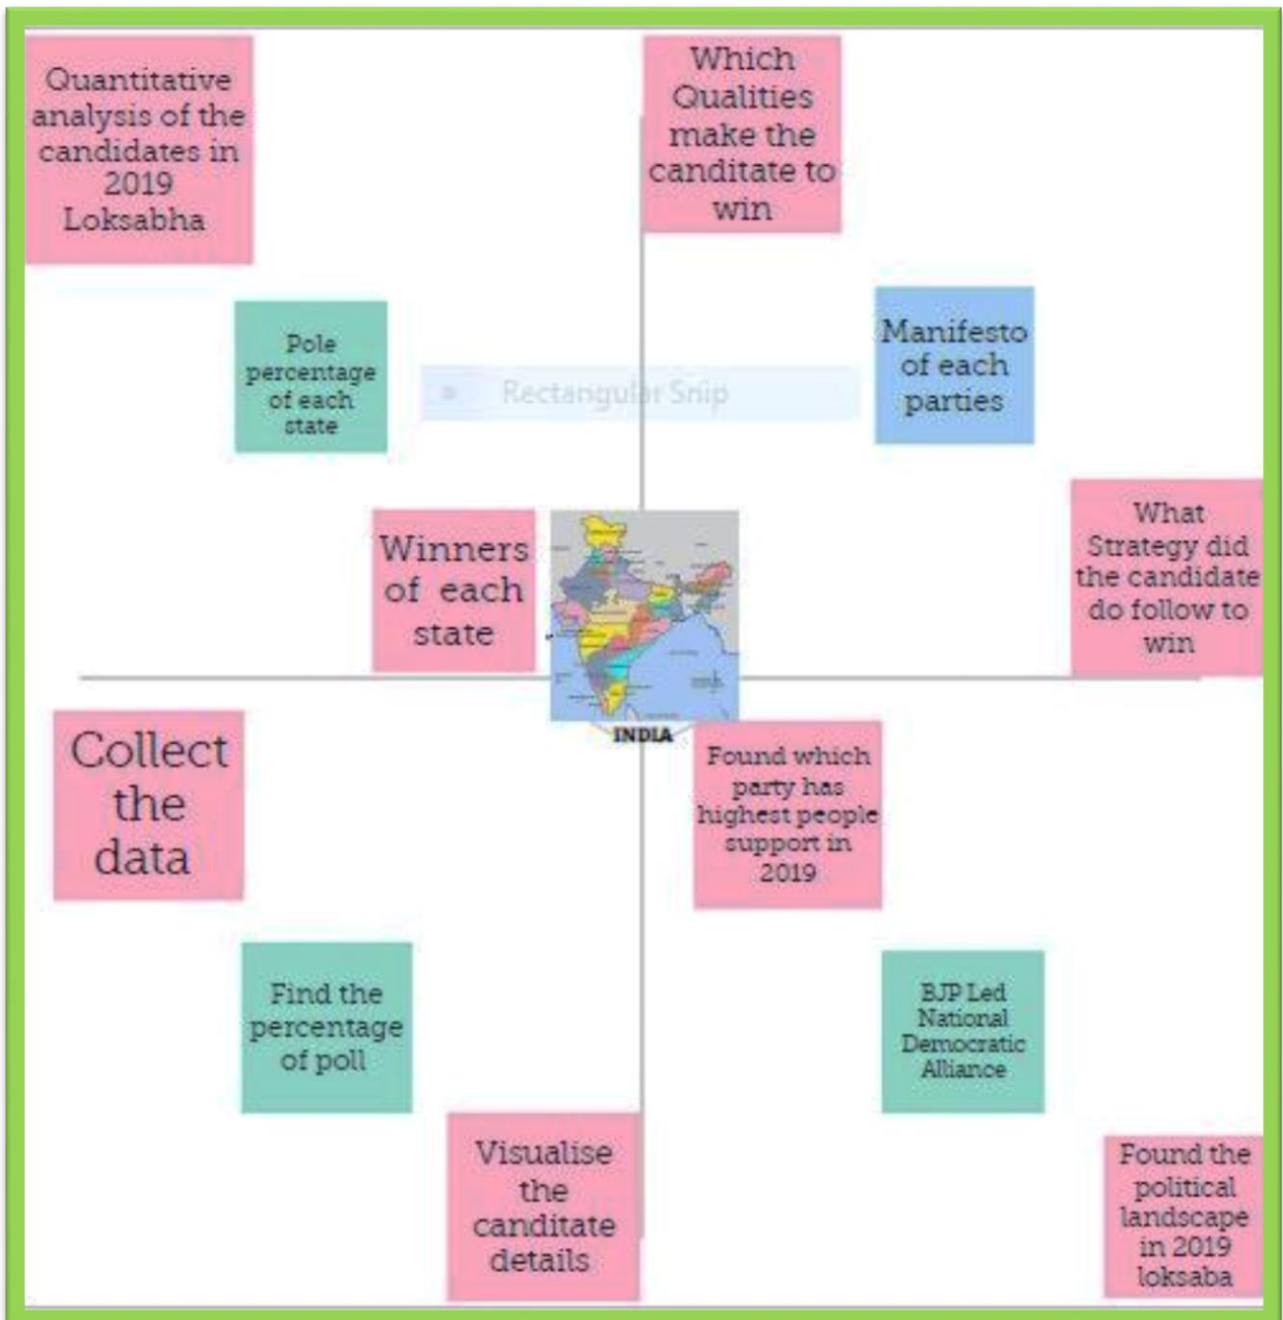 Quantitative
analysis of the
candidates in
2019
Loksabha
Which
Qualities
make the
canditate to
win
Pole
percentage
of each
state
Rectangular Snip
Manifesto
of each
parties
Winners
of each
state
What
Strategy did
the candidate
do follow to
win
INDIA
Collect
the
data
Found which
party has
highest people
support in
2019
Find the
percentage
of poll
BJP Led
National
Democratic
Alliance
Visualise
the
canditate
details
Found the
political
landscape
in 2019
loksaba